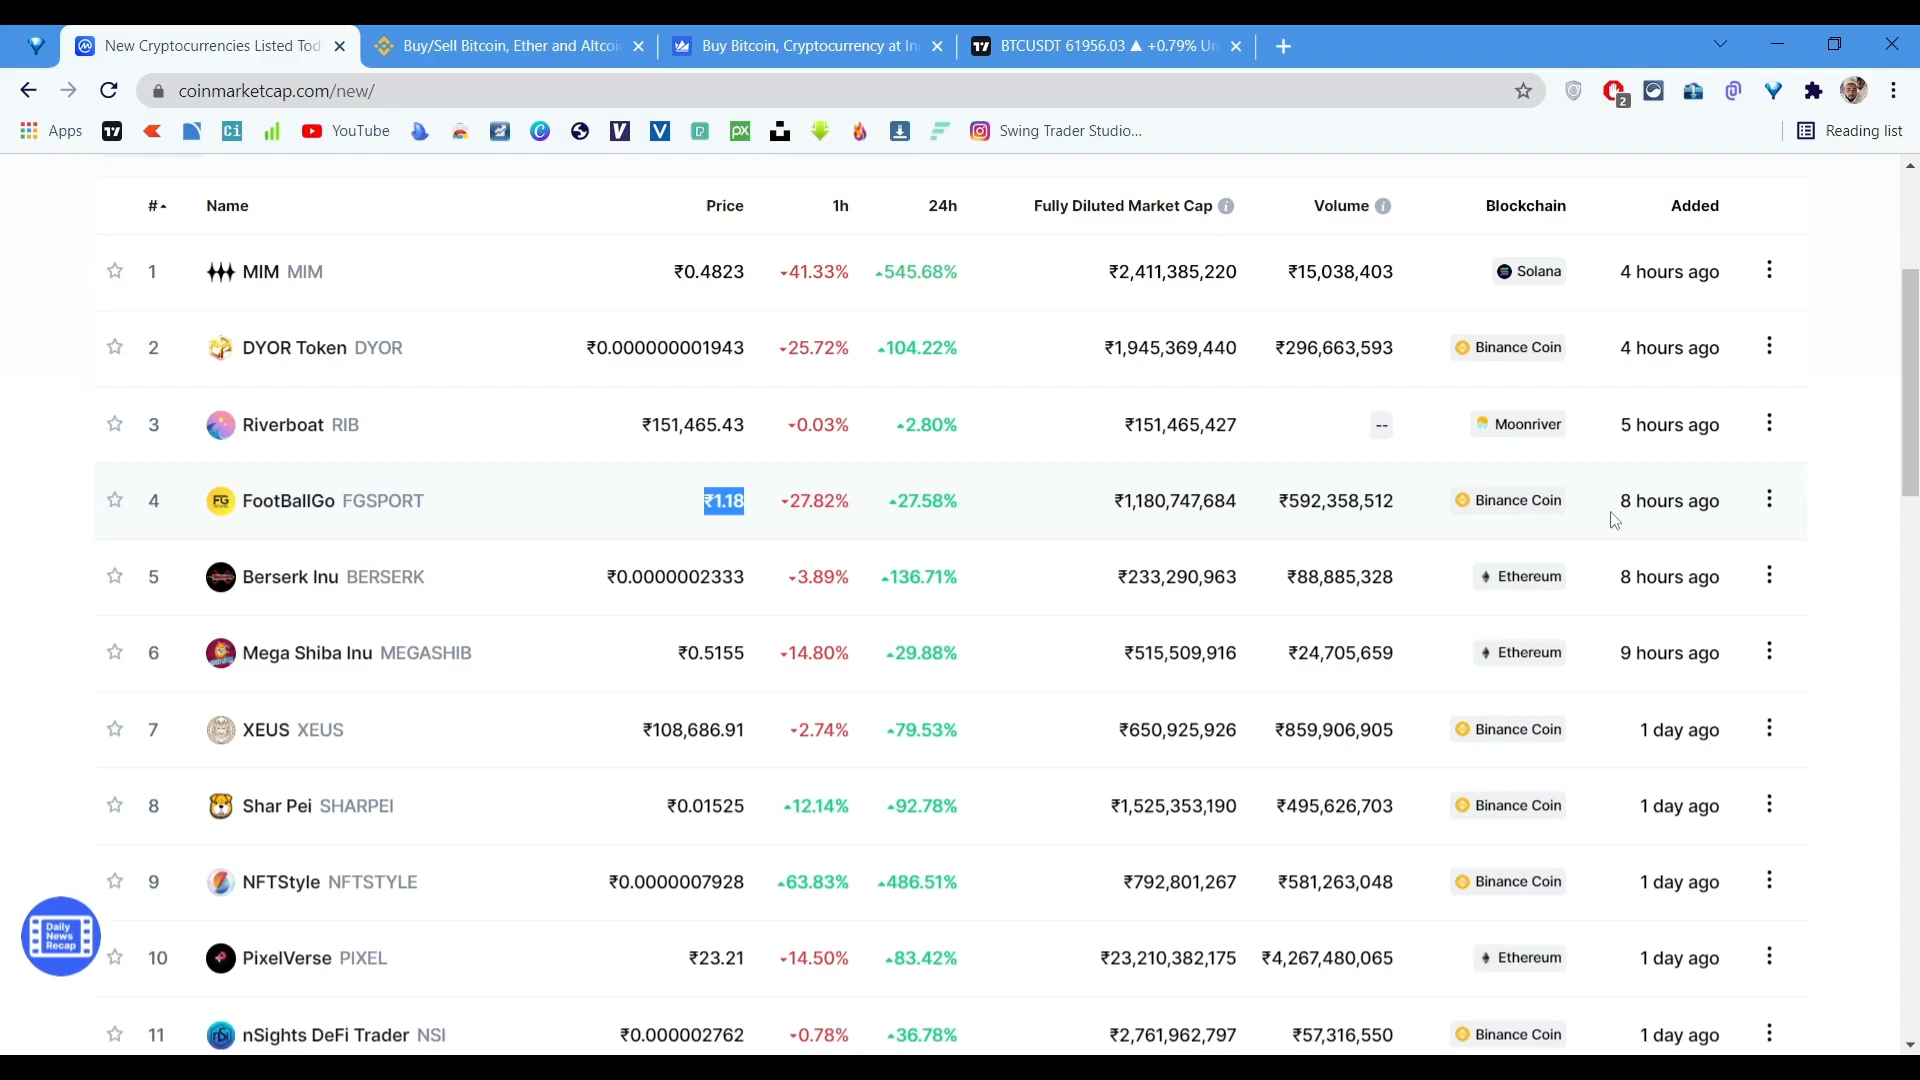 New Cryptocurrencies Listed Tod
Buy/Sell Bitcoin, Ether and Altcoi
Buy Bitcoin, Cryptocurrency at In
BTCUSDT 61956.03 ▲ +0.79% Un
coinmarketcap.com/new/
2
Apps
Ci
YouTube
px
Swing Trader Studio...
Reading list
# Name Price 1h 24h Fully Diluted Market Cap Volume Blockchain Added
1 MIM MIM ₹0.4823 41.33% 545.68% ₹2,411,385,220 ₹15,038,403 Solana 4 hours ago
2 DYOR Token DYOR ₹0.000000001943 25.72% 104.22% ₹1,945,369,440 ₹296,663,593 Binance Coin 4 hours ago
3 Riverboat RIB ₹151,465.43 0.03% 2.80% ₹151,465,427 -- Moonriver 5 hours ago
4 FG FootBallGo FGSPORT ₹1.18 27.82% 27.58% ₹1,180,747,684 ₹592,358,512 Binance Coin 8 hours ago
5 Berserk Inu BERSERK ₹0.0000002333 3.89% 136.71% ₹233,290,963 ₹88,885,328 Ethereum 8 hours ago
6 Mega Shiba Inu MEGASHIB ₹0.5155 14.80% 29.88% ₹515,509,916 ₹24,705,659 Ethereum 9 hours ago
7 XEUS XEUS ₹108,686.91 2.74% 79.53% ₹650,925,926 ₹859,906,905 Binance Coin 1 day ago
8 Shar Pei SHARPEI ₹0.01525 12.14% 92.78% ₹1,525,353,190 ₹495,626,703 Binance Coin 1 day ago
9 NFTStyle NFTSTYLE ₹0.0000007928 63.83% 486.51% ₹792,801,267 ₹581,263,048 Binance Coin 1 day ago
Daily
News
Recap
10 PixelVerse PIXEL ₹23.21 14.50% 83.42% ₹23,210,382,175 ₹4,267,480,065 Ethereum 1 day ago
11 nSights DeFi Trader NSI ₹0.000002762 0.78% 36.78% ₹2,761,962,797 ₹57,316,550 Binance Coin 1 day ago